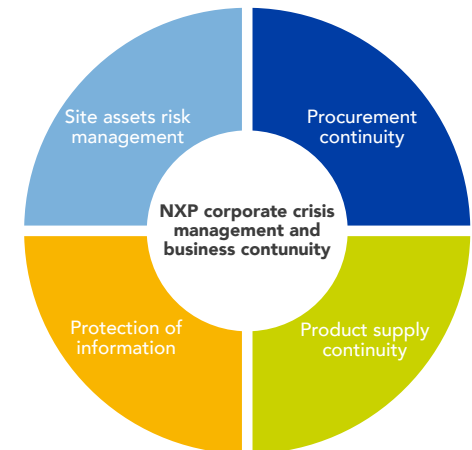 Site assets risk
management
Procurement
continuity
NXP corporate crisis
management and
business contunuity
Protection of
information
Product supply
continuity